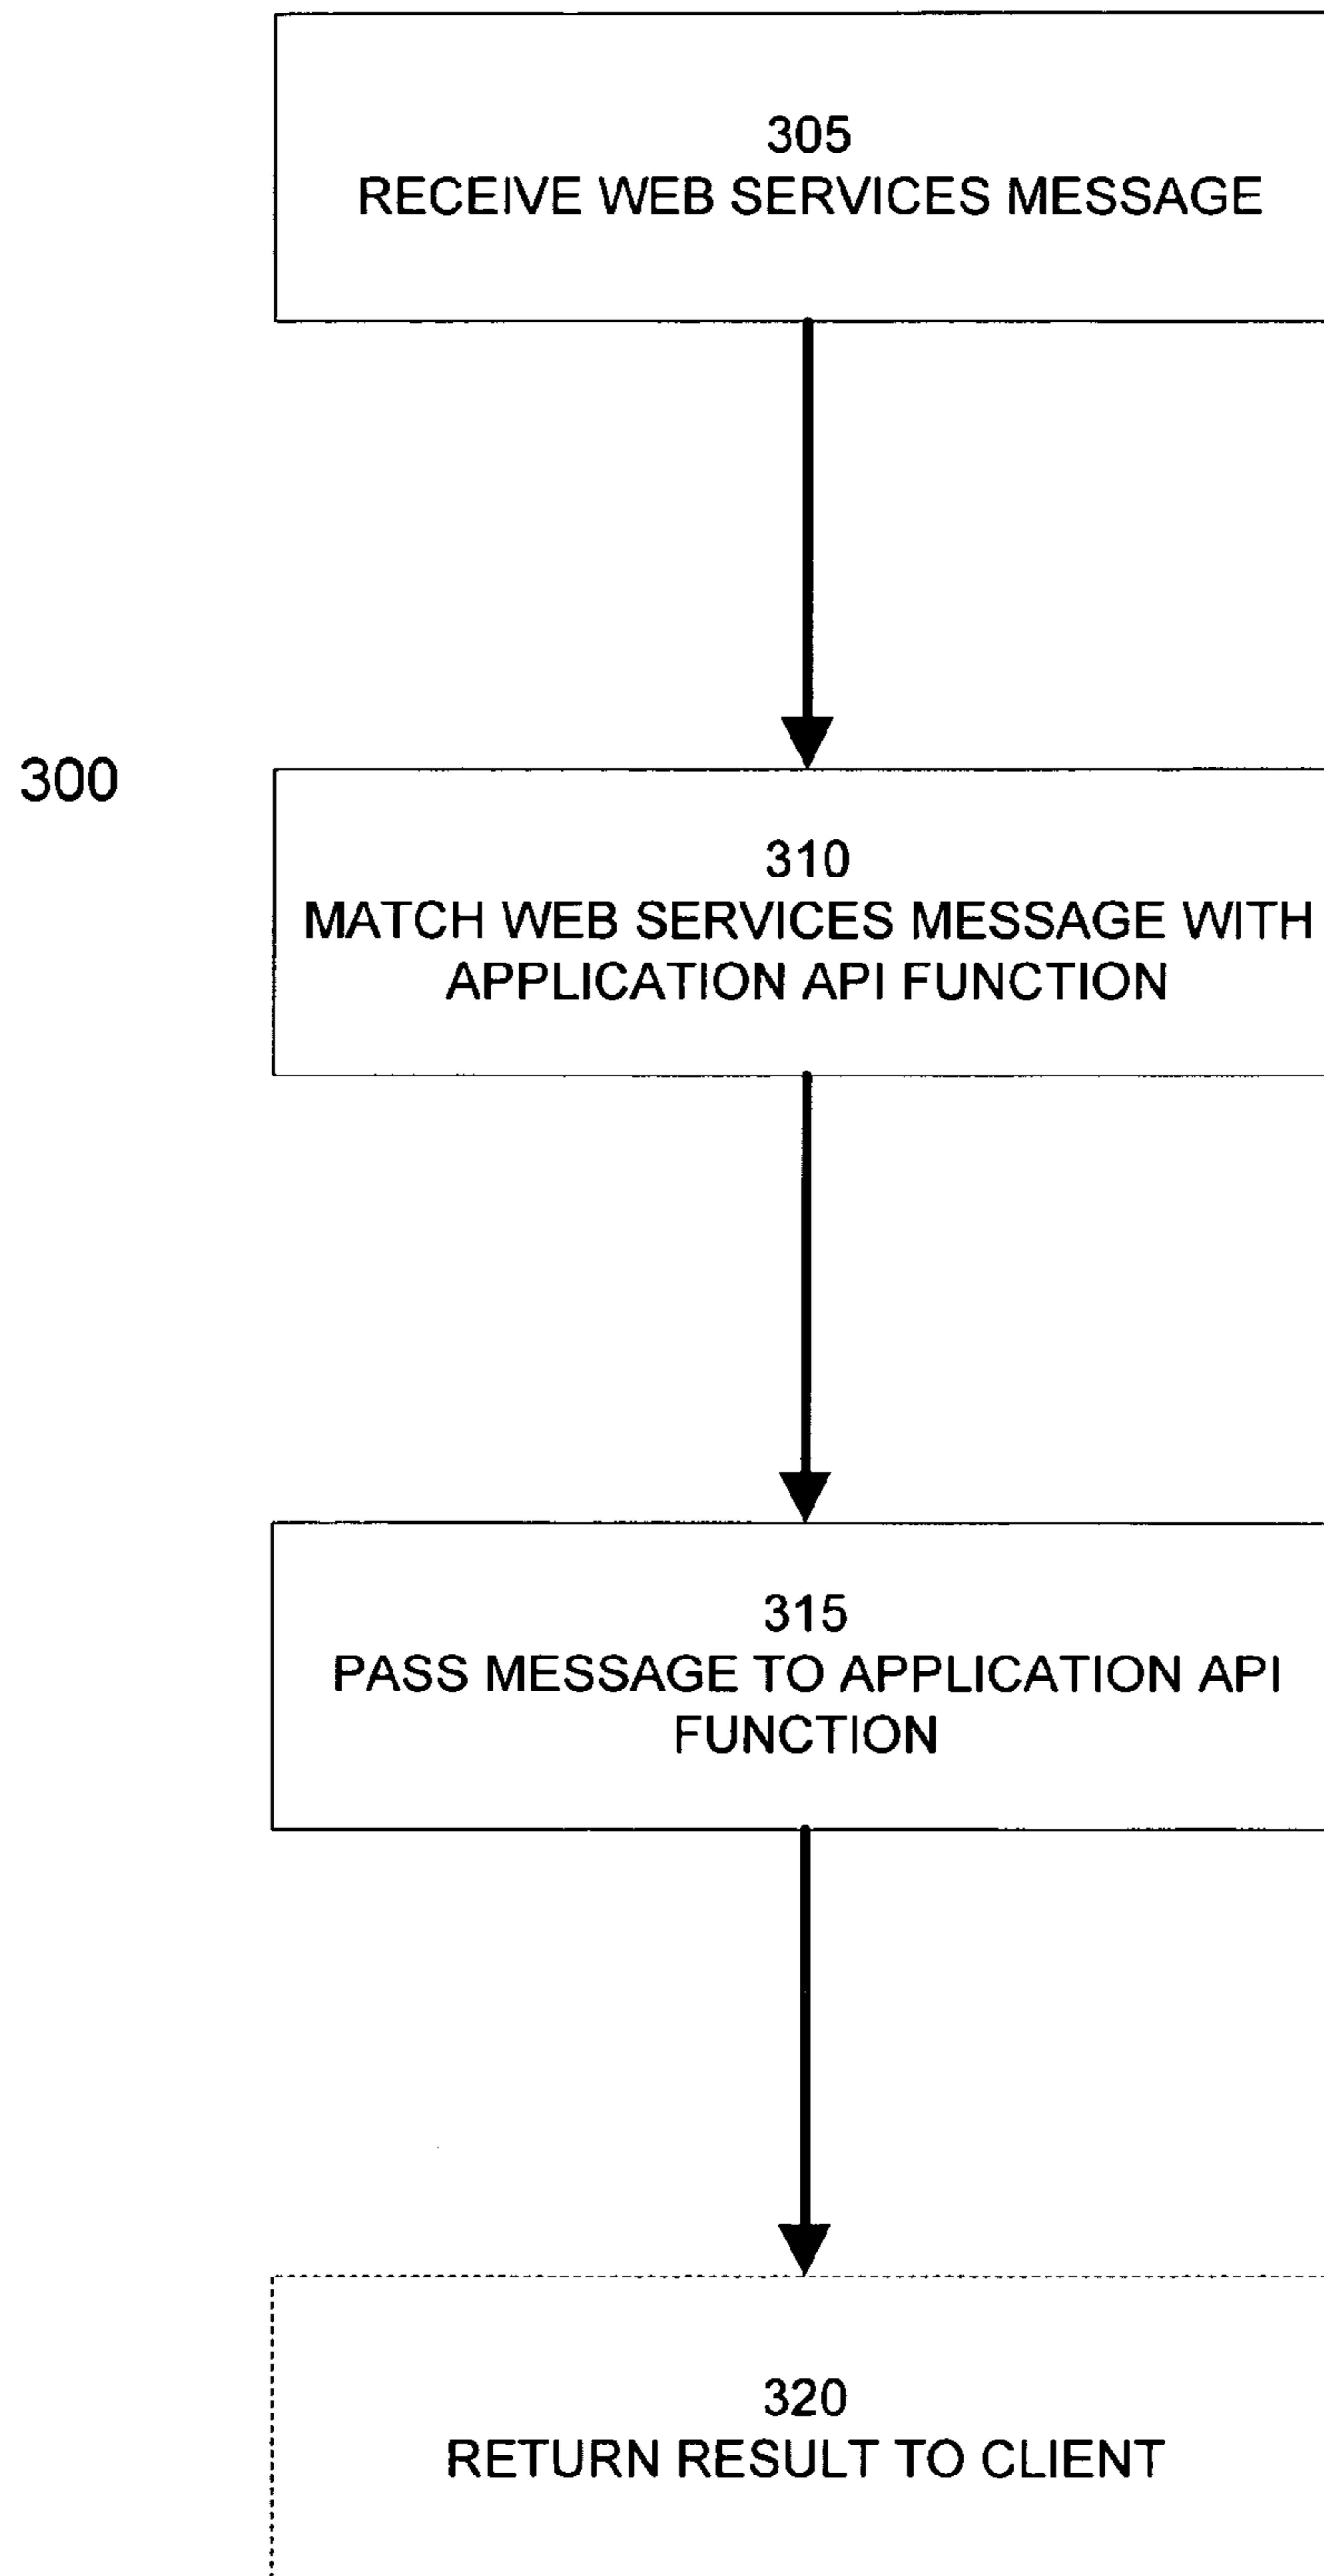 305
RECEIVE WEB SERVICES MESSAGE
300
310
MATCH WEB SERVICES MESSAGE WITH
APPLICATION API FUNCTION
315
PASS MESSAGE TO APPLICATION API
FUNCTION
320
RETURN RESULT TO CLIENT